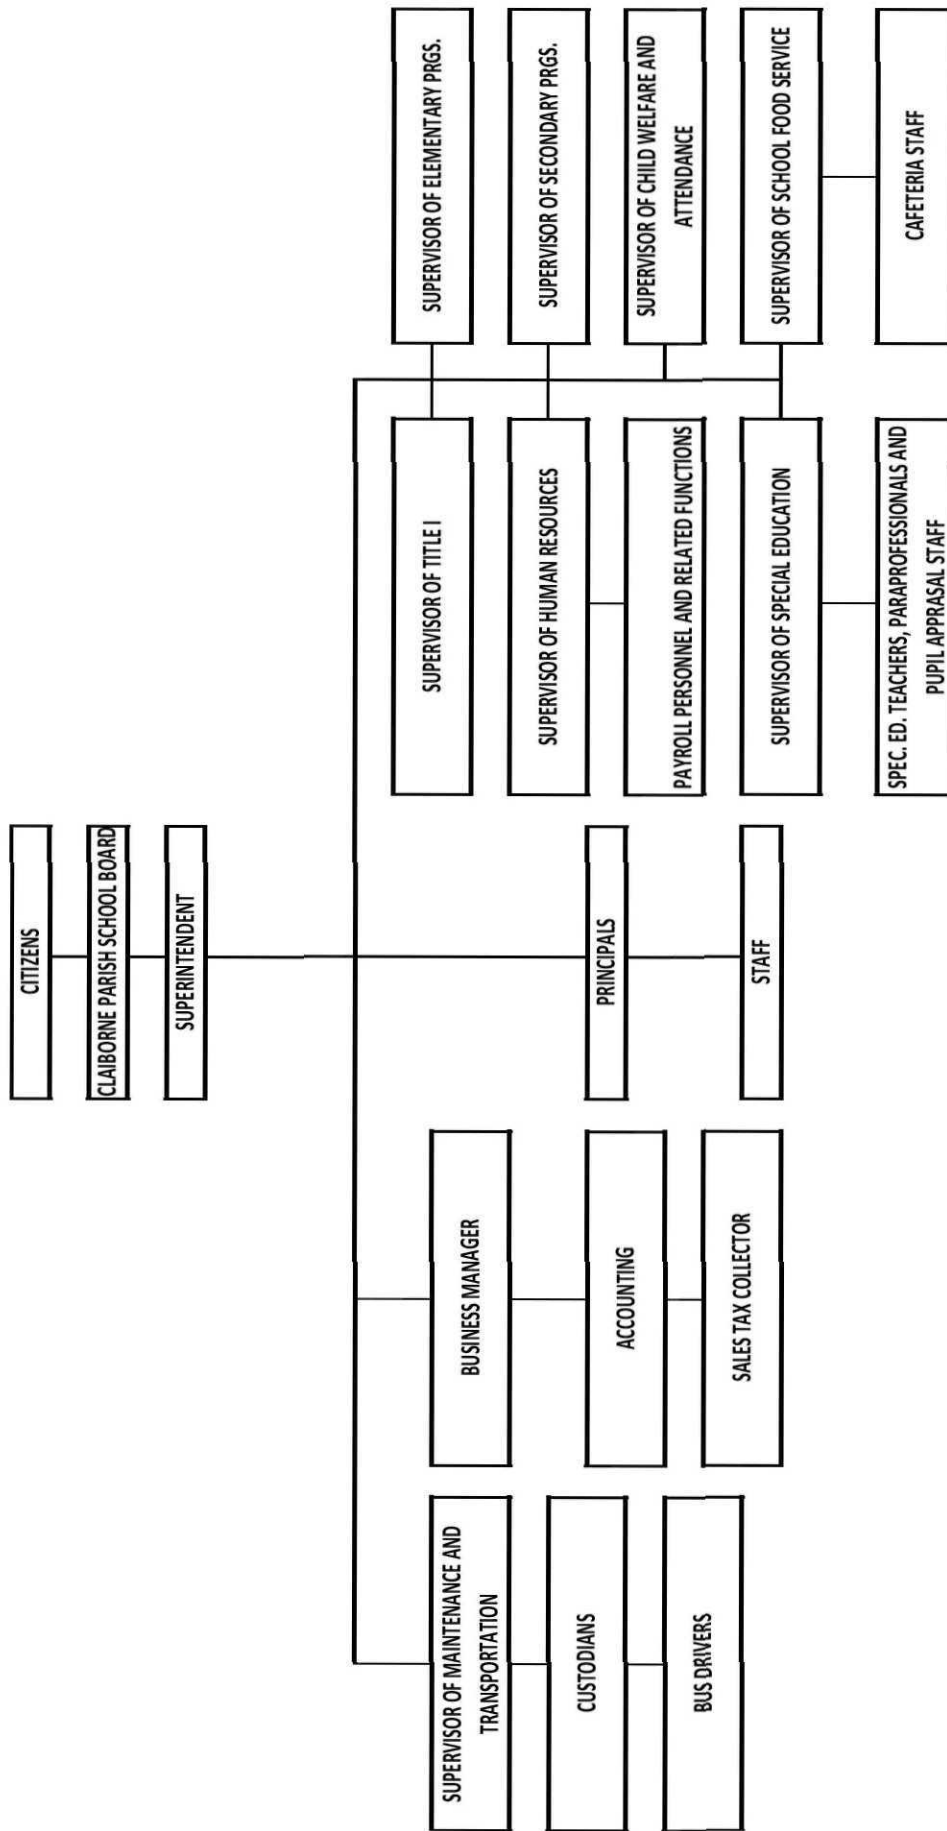 CITIZENS
CLAIBORNE PARISH SCHOOL BOARD
SUPERINTENDENT
SUPERVISOR OF MAINTENANCE AND
TRANSPORTATION
CUSTODIANS
BUS DRIVERS
BUSINESS MANAGER
ACCOUNTING
SALES TAX COLLECTOR
PRINCIPALS
STAFF
SUPERVISOR OF TITLE I
SUPERVISOR OF HUMAN RESOURCES
PAYROLL PERSONNEL AND RELATED FUNCTIONS
SUPERVISOR OF SPECIAL EDUCATION
SPEC. ED. TEACHERS, PARAPROFESSIONALS AND
PUPIL APPRASAL STAFF
SUPERVISOR OF ELEMENTARY PRGS.
SUPERVISOR OF SECONDARY PRGS.
SUPERVISOR OF CHILD WELFARE AND
ATTENDANCE
SUPERVISOR OF SCHOOL FOOD SERVICE
CAFETERIA STAFF